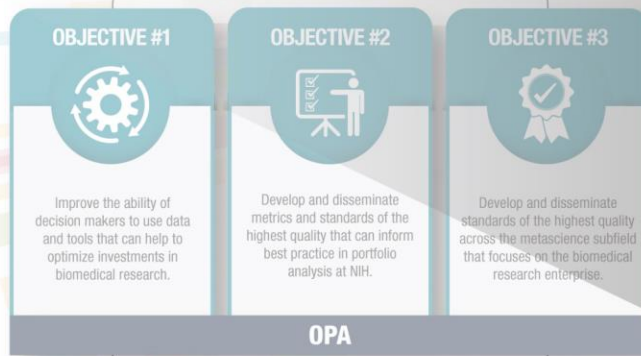 OBJECTIVE #1
Improve the ability of
decision makers to use data
and tools that can help to
optimize investments in
biomedical research.
OBJECTIVE #2
Develop and disseminate
metrics and standards of the
highest quality that can inform
best practice in portfolio
analysis at NIH.
OBJECTIVE #3
Develop and disseminate
standards of the highest quality
across the metascience subfield
that focuses on the biomedical
research enterprise.
OPA